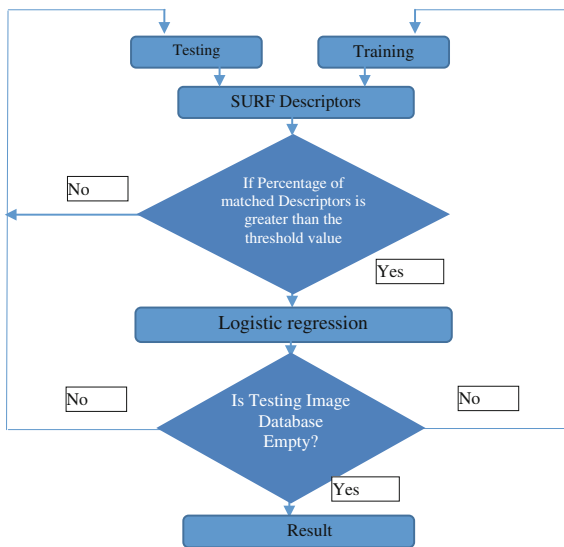 Testing
Training
SURF Descriptors
No
If Percentage of
matched Descriptors is
greater than the
threshold value
Yes
Logistic regression
No
Is Testing Image
Database
Empty?
No
Yes
Result